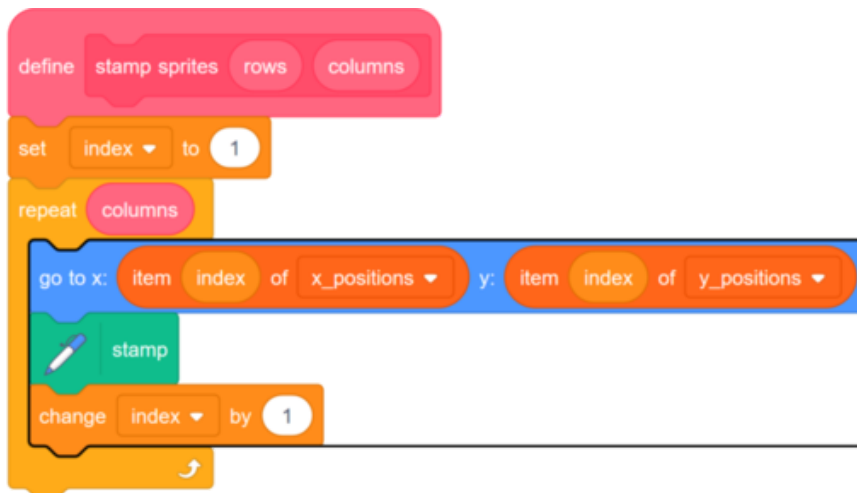 define stamp sprites rows columns
set index to 1
repeat columns
go to x: item index of x_positions y: item index of y_positions
stamp
change index by 1